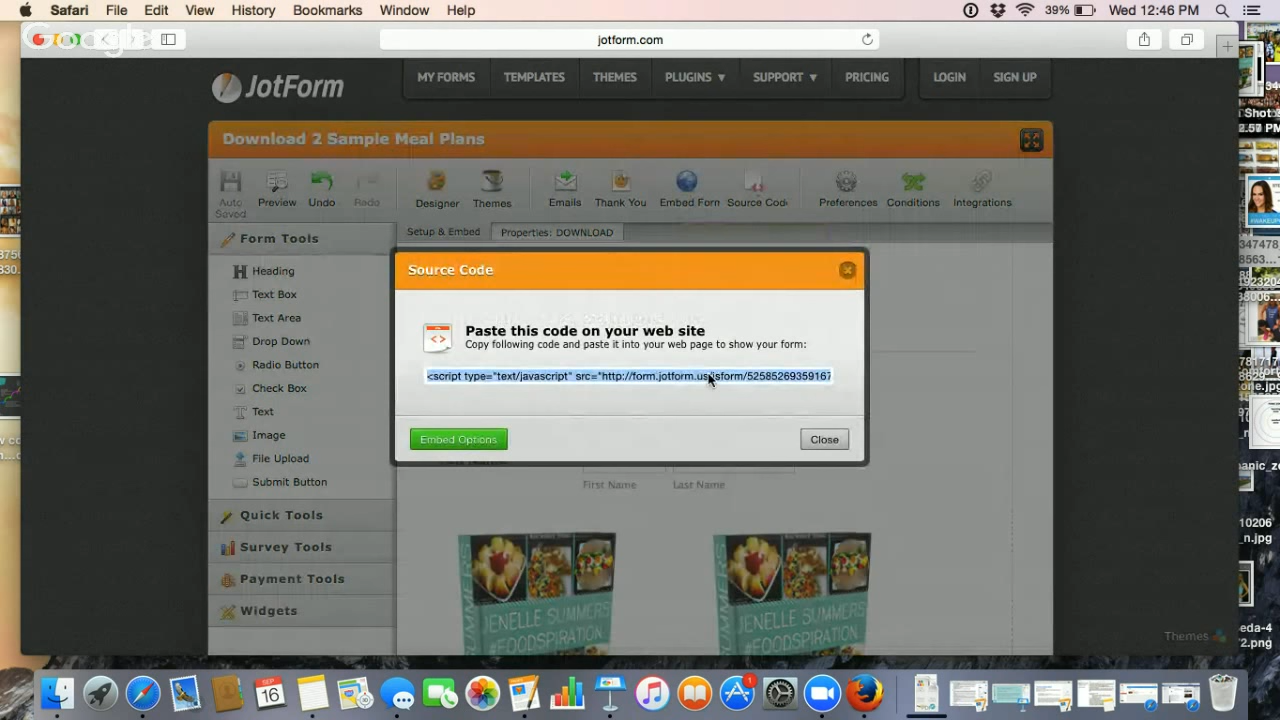 Safari File Edit View History Bookmarks Window Help 39% Wed 12:46 PM
Google
jotform.com
JotForm MY FORMS TEMPLATES THEMES PLUGINS ▼ SUPPORT ▼ PRICING LOGIN SIGN UP
Download 2 Sample Meal Plans
Auto Saved Preview Undo Redo Designer Themes Emails Thank You Embed Form Source Code Preferences Conditions Integrations
Setup & Embed Properties: DOWNLOAD
Form Tools
Heading
Text Box
Text Area
Drop Down
Radio Button
Check Box
Text
Image
File Upload
Submit Button
Quick Tools
Survey Tools
Payment Tools
Widgets
Source Code
Paste this code on your web site
Copy following code and paste it into your web page to show your form:
<script type="text/javascript" src="http://form.jotform.us/jsform/52585269359167
Embed Options Close
First Name Last Name
JENELLE SUMMERS
#FOODSPIRATION
JENELLE SUMMERS
#FOODSPIRATION
Themes
SEP
16
1